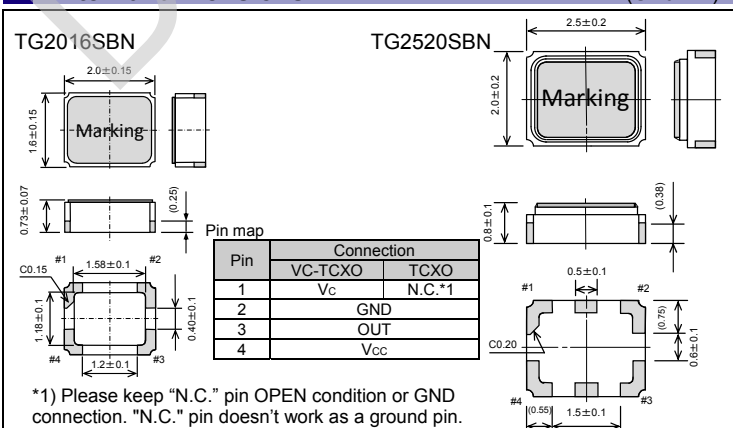 TG2016SBN
2.0±0.15
1.6±0.15
Marking
0.73±0.07
(0.25)
#1
#2
1.58±0.1
C0.15
1.18±0.1
0.40±0.1
#4
#3
1.2±0.1
Pin map
Pin Connection
VC-TCXO TCXO
1 Vc N.C.*1
2 GND
3 OUT
4 Vcc
*1) Please keep “N.C.” pin OPEN condition or GND
connection. "N.C." pin doesn’t work as a ground pin.
TG2520SBN
2.5±0.2
2.0±0.2
Marking
0.8±0.1
(0.38)
0.5±0.1
#1
#2
(0.75)
0.6±0.1
C0.20
#4
#3
(0.55)
1.5±0.1